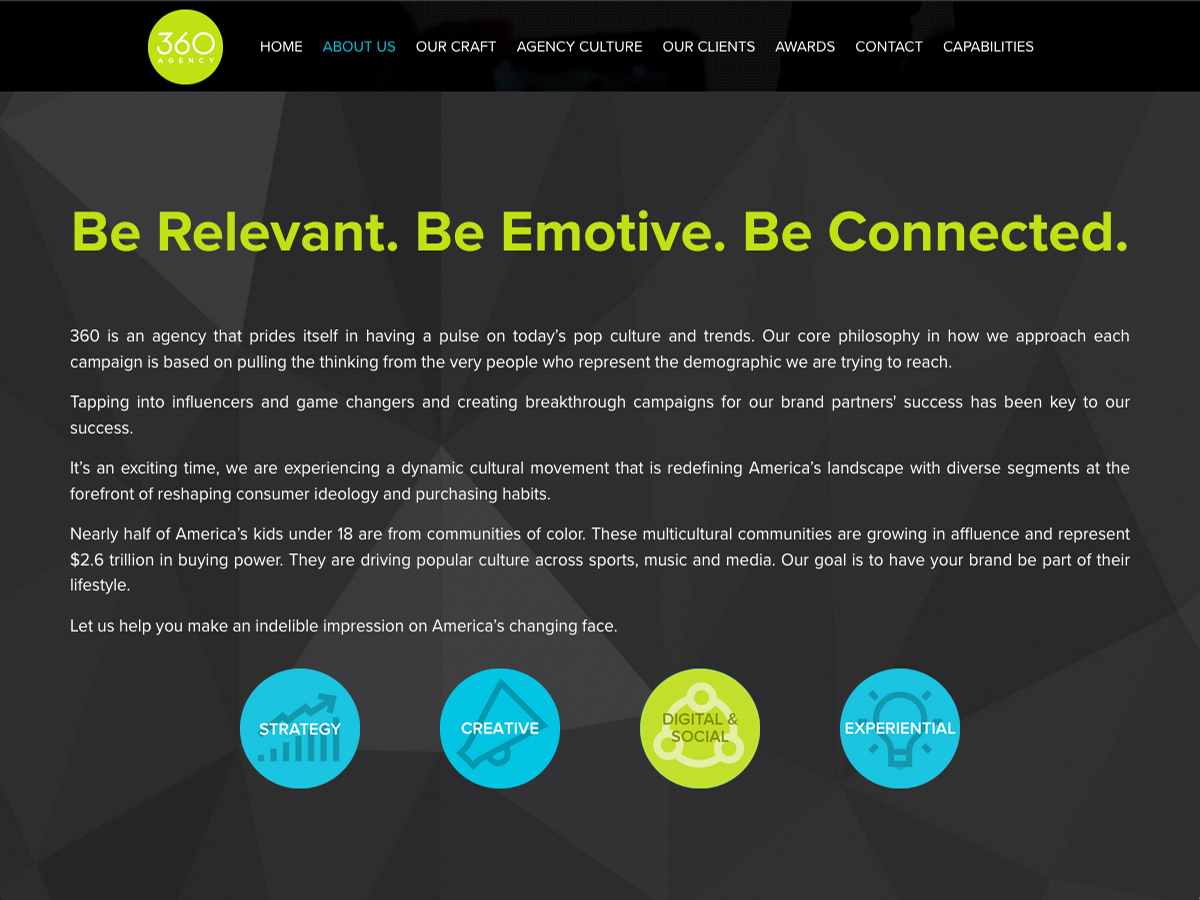 360
AGENCY
HOME ABOUT US OUR CRAFT AGENCY CULTURE OUR CLIENTS AWARDS CONTACT CAPABILITIES
Be Relevant. Be Emotive. Be Connected.
360 is an agency that prides itself in having a pulse on today’s pop culture and trends. Our core philosophy in how we approach each
campaign is based on pulling the thinking from the very people who represent the demographic we are trying to reach.
Tapping into influencers and game changers and creating breakthrough campaigns for our brand partners' success has been key to our
success.
It’s an exciting time, we are experiencing a dynamic cultural movement that is redefining America’s landscape with diverse segments at the
forefront of reshaping consumer ideology and purchasing habits.
Nearly half of America’s kids under 18 are from communities of color. These multicultural communities are growing in affluence and represent
$2.6 trillion in buying power. They are driving popular culture across sports, music and media. Our goal is to have your brand be part of their
lifestyle.
Let us help you make an indelible impression on America’s changing face.
STRATEGY
CREATIVE
DIGITAL &
SOCIAL
EXPERIENTIAL